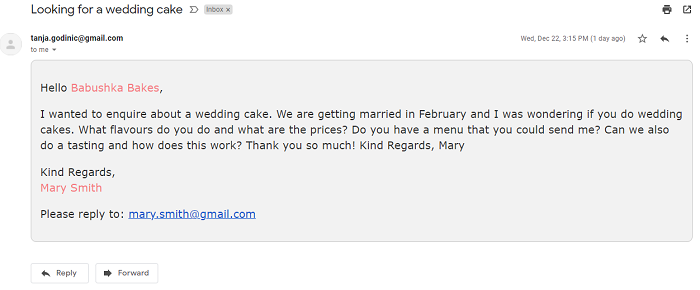 Looking for a wedding cake Inbox x
tanja.godinic@gmail.com Wed, Dec 22, 3:15 PM (1 day ago)
to me
Hello Babushka Bakes,
I wanted to enquire about a wedding cake. We are getting married in February and I was wondering if you do wedding
cakes. What flavours do you do and what are the prices? Do you have a menu that you could send me? Can we also
do a tasting and how does this work? Thank you so much! Kind Regards, Mary
Kind Regards,
Mary Smith
Please reply to: mary.smith@gmail.com
Reply Forward